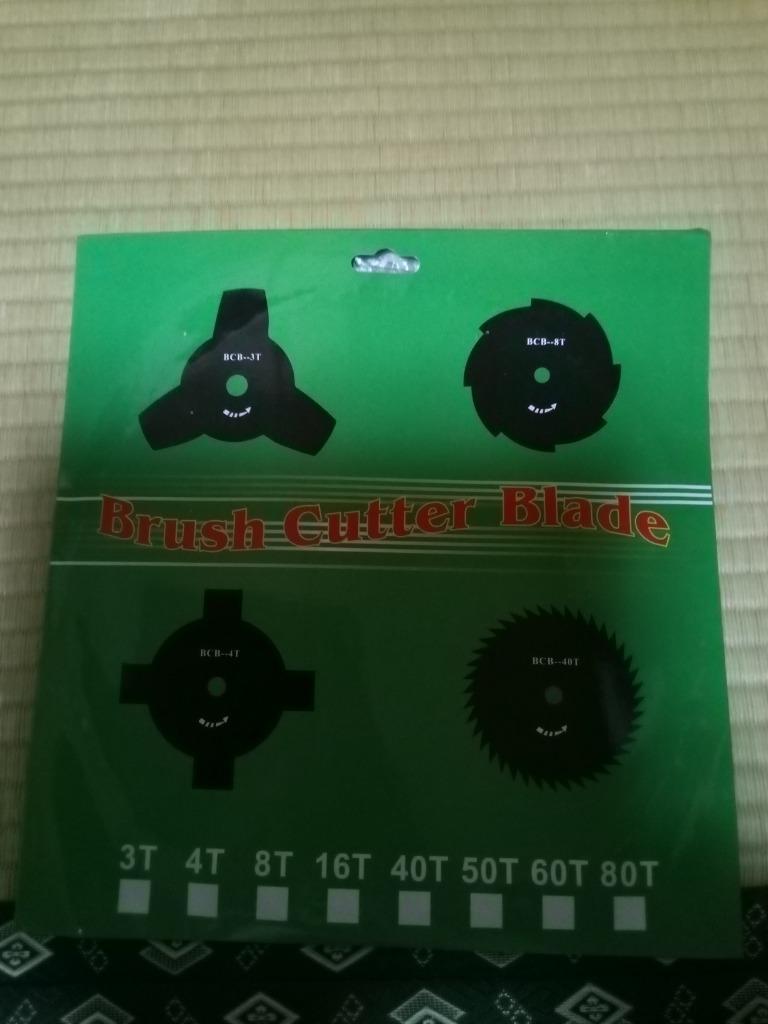 BCB--3T
BCB--8T
Brush Cutter Blade
BCB--4T
BCB--40T
3T 4T 8T 16T 40T 50T 60T 80T